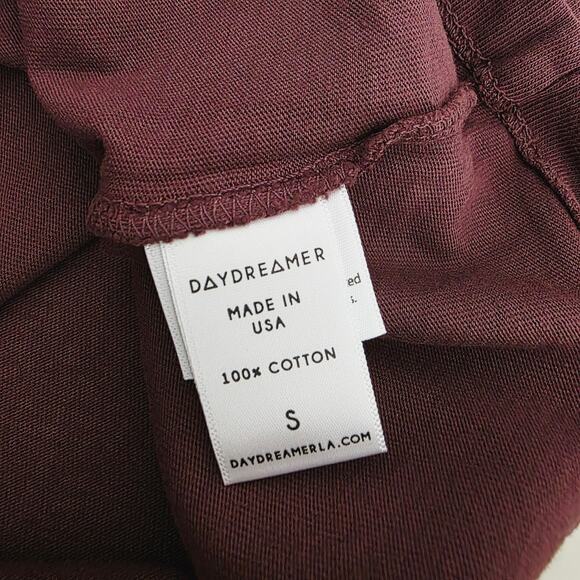 DAYDREAMER
MADE IN
USA
100% COTTON
S
DAYDREAMERLA.COM